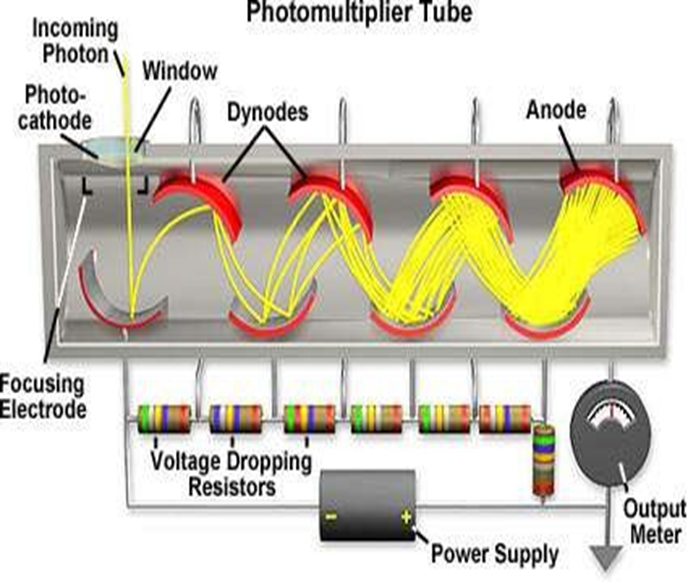 Photomultiplier Tube
Incoming
Photon
Window
Photo-
cathode
Dynodes
Anode
Focusing
Electrode
Voltage Dropping
Resistors
-
+
Output
Meter
Power Supply